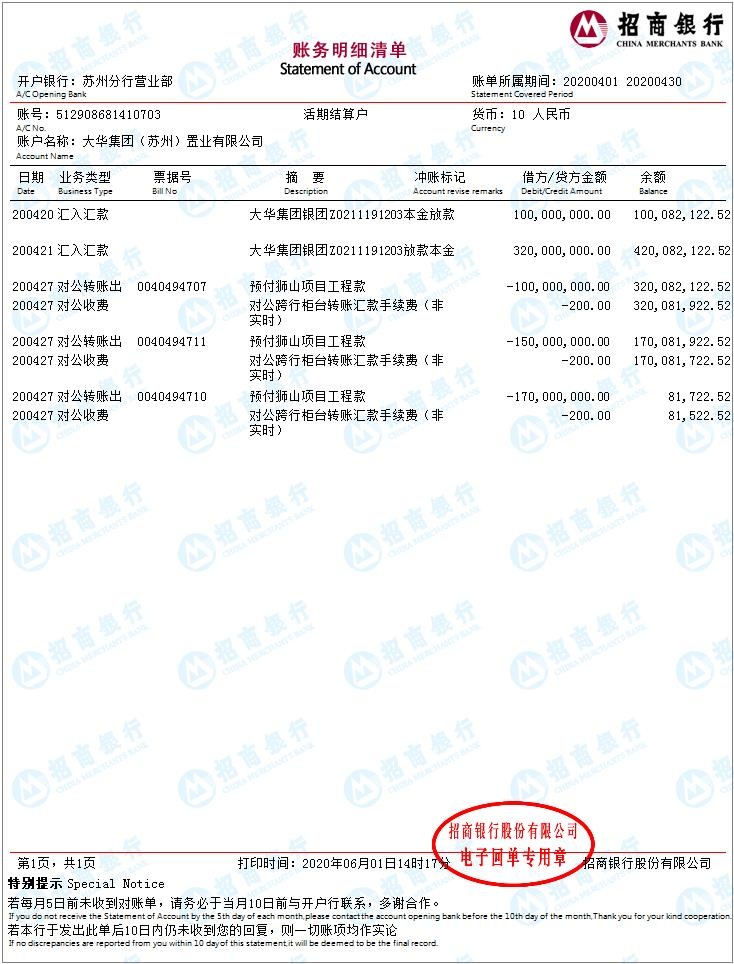 招商银行
CHINA MERCHANTS BANK
账务明细清单
Statement of Account
开户银行：苏州分行营业部 账单所属期间：20200401 20200430
A/C Opening Bank Statement Covered Period
账号：512908681410703 活期结算户 货币：10 人民币
A/C No. Currency
账户名称：大华集团（苏州）置业有限公司
Account Name
日期 业务类型 票据号 摘 要 冲账标记 借方/贷方金额 余额
Date Business Type Bill No Description Account revise remarks Debit/Credit Amount Balance
200420 汇入汇款 大华集团银团Z0211191203本金放款 100,000,000.00 100,082,122.52
200421 汇入汇款 大华集团银团Z0211191203放款本金 320,000,000.00 420,082,122.52
200427 对公转账出 0040494707 预付狮山项目工程款 -100,000,000.00 320,082,122.52
200427 对公收费 对公跨行柜台转账汇款手续费（非 -200.00 320,081,922.52
实时）
200427 对公转账出 0040494711 预付狮山项目工程款 -150,000,000.00 170,081,922.52
200427 对公收费 对公跨行柜台转账汇款手续费（非 -200.00 170,081,722.52
实时）
200427 对公转账出 0040494710 预付狮山项目工程款 -170,000,000.00 81,722.52
200427 对公收费 对公跨行柜台转账汇款手续费（非 -200.00 81,522.52
实时）
招商银行股份有限公司
电子回单专用章
第1页，共1页 打印时间：2020年06月01日14时17分 招商银行股份有限公司
特别提示 Special Notice
若每月5日前未收到对账单，请务必于当月10日前与开户行联系，多谢合作。
If you do not receive the Statement of Account by the 5th day of each month,please contact the account opening bank before the 10th day of the month,Thank you for your kind cooperation.
若本行于发出此单后10日内仍未收到您的回复，则一切账项均作实论
If no discrepancies are reported from you within 10 day of this statement,it will be deemed to be the final record.